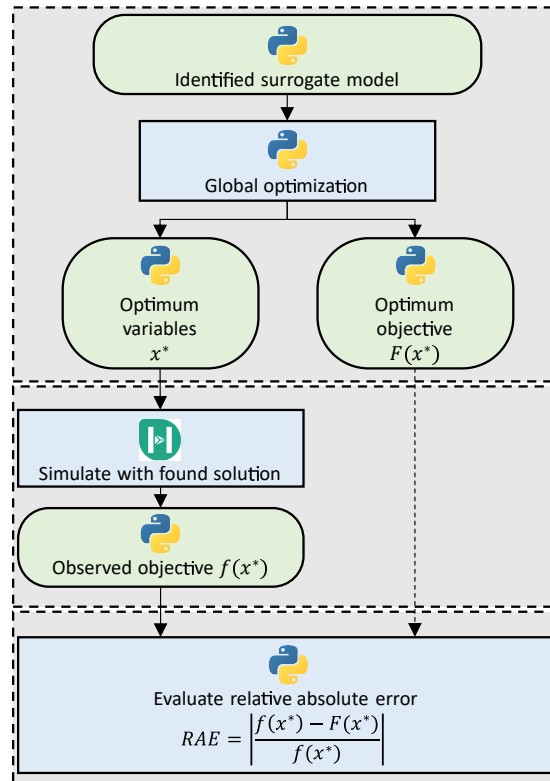 Identified surrogate model
Global optimization
Optimum
variables
x*
Optimum
objective
F(x*)
Simulate with found solution
Observed objective f(x*)
Evaluate relative absolute error
RAE = |f(x*) − F(x*) / f(x*)|